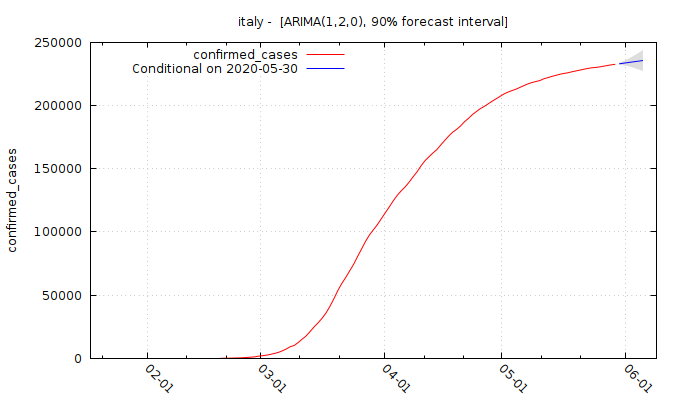 italy -  [ARIMA(1,2,0), 90% forecast interval]
confirmed_cases
Conditional on 2020-05-30
250000
200000
150000
100000
50000
0
confirmed_cases
02-01
03-01
04-01
05-01
06-01